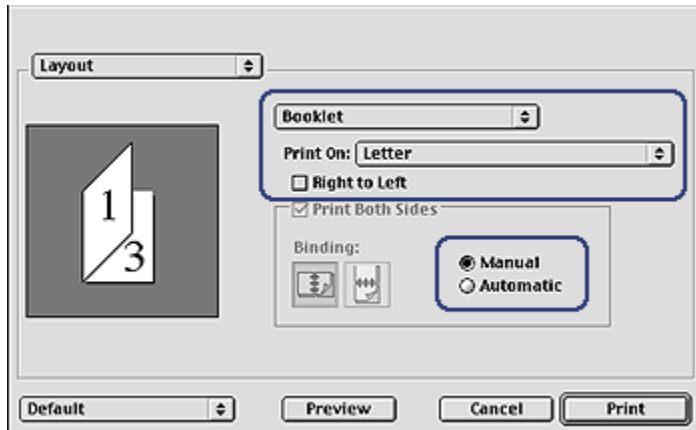 Layout
Booklet
Print On: Letter
Right to Left
1
3
Print Both Sides
Binding:
Manual
Automatic
Default
Preview
Cancel
Print